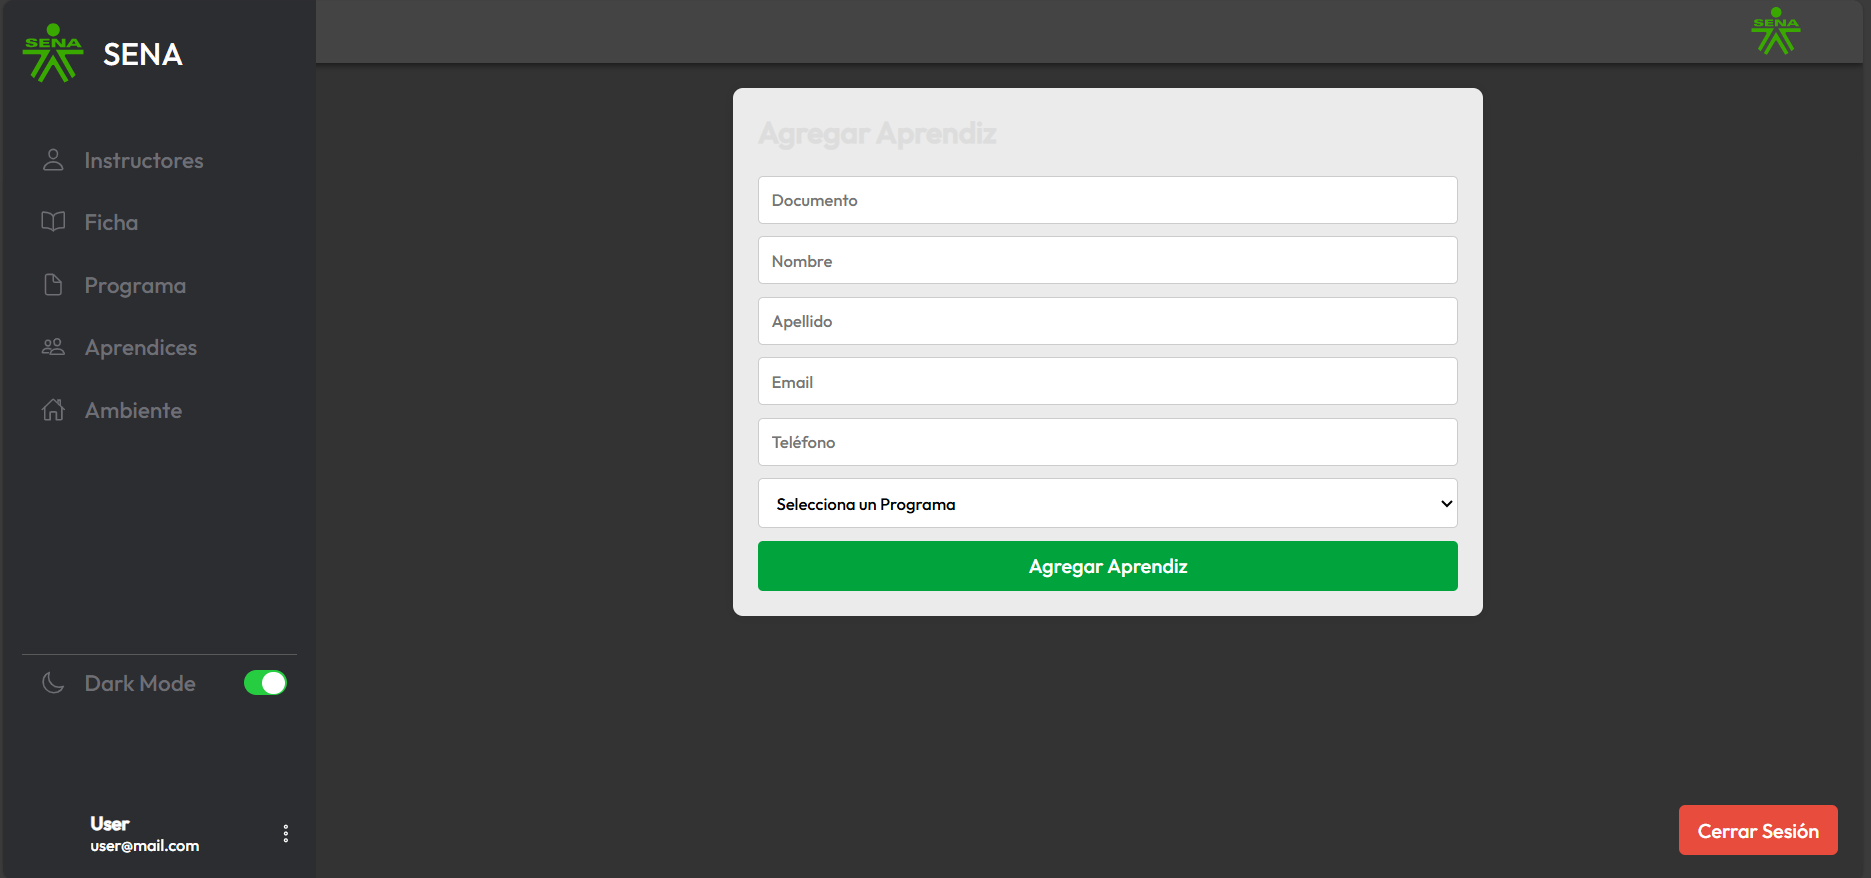 SENA
SENA
Instructores
Ficha
Programa
Aprendices
Ambiente
Dark Mode
User
user@mail.com
SENA
Agregar Aprendiz
Documento
Nombre
Apellido
Email
Teléfono
Selecciona un Programa
Agregar Aprendiz
Cerrar Sesión